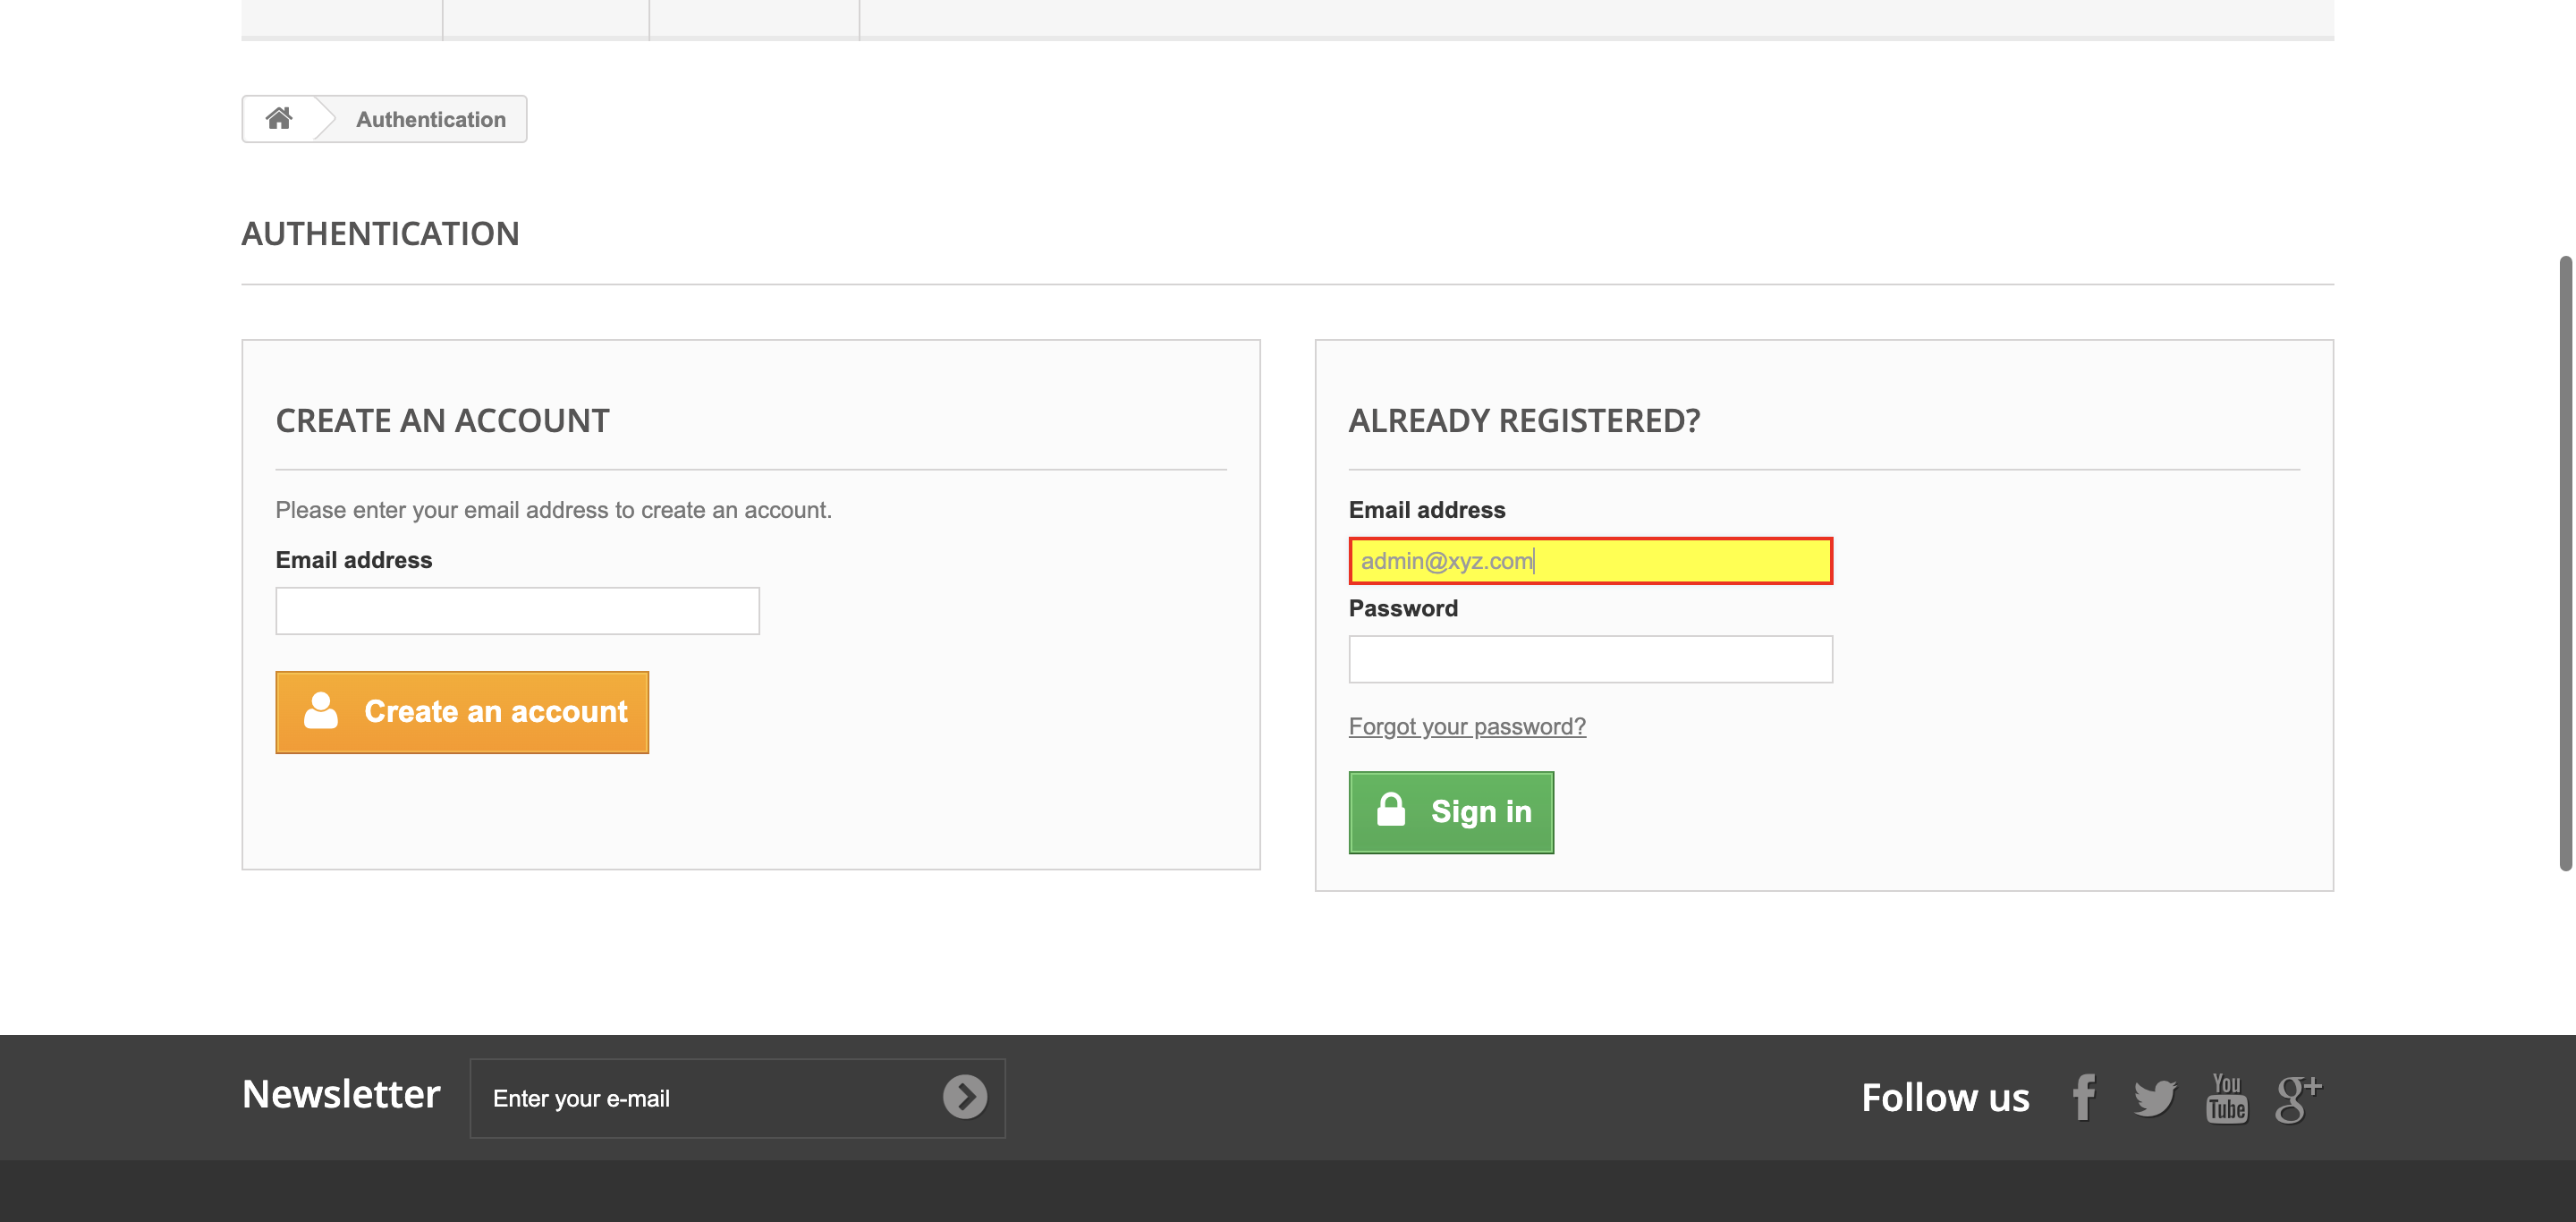 Authentication
AUTHENTICATION
CREATE AN ACCOUNT
Please enter your email address to create an account.
Email address
Create an account
ALREADY REGISTERED?
Email address
admin@xyz.com
Password
Forgot your password?
Sign in
Newsletter
Enter your e-mail
Follow us
f
You
Tube
g+